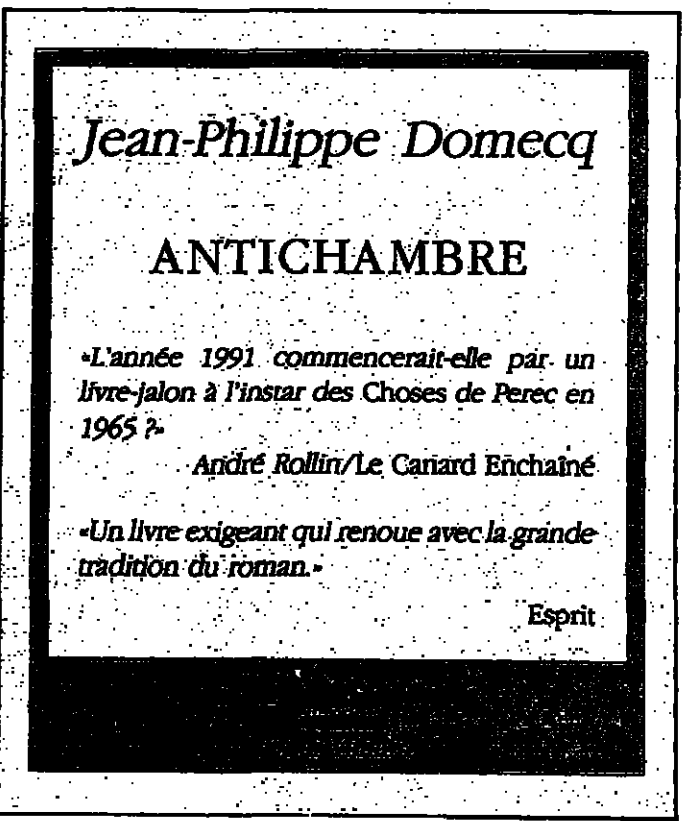 Jean-Philippe Domecq
ANTICHAMBRE
«L'année 1991 commencerait-elle par un
livre-jalon à l'instar des Choses de Perec en
1965 ?»
André Rollin/Le Canard Enchaîné
«Un livre exigeant qui renoue avec la grande
tradition du roman.»
Esprit